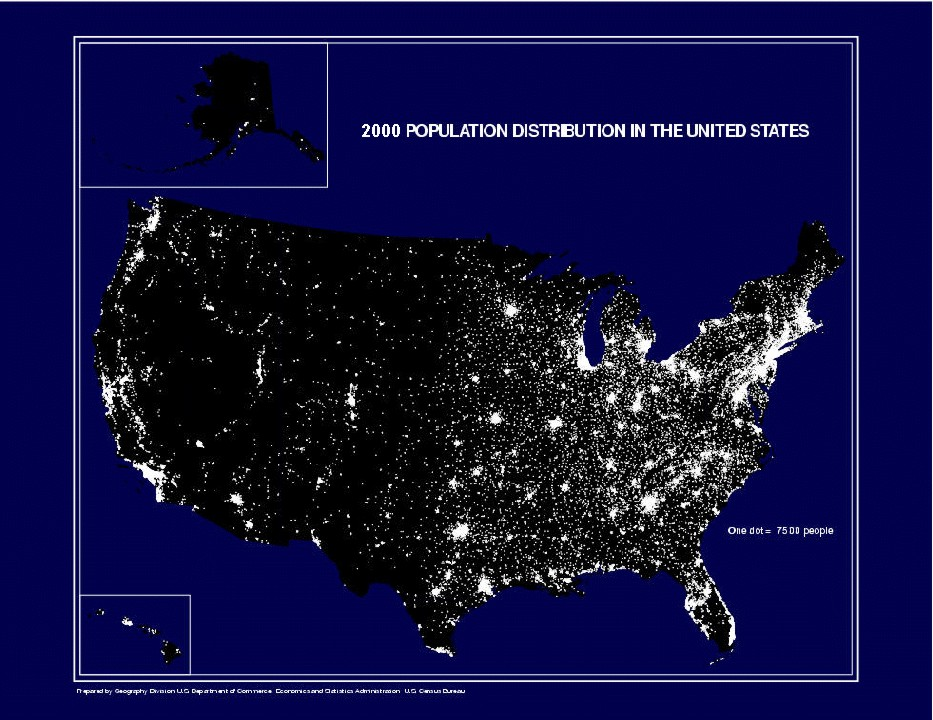 2000 POPULATION DISTRIBUTION IN THE UNITED STATES
One dot = 7500 people
Prepared by Geography Division U.S. Department of Commerce Economics and Statistics Administration U.S. Census Bureau